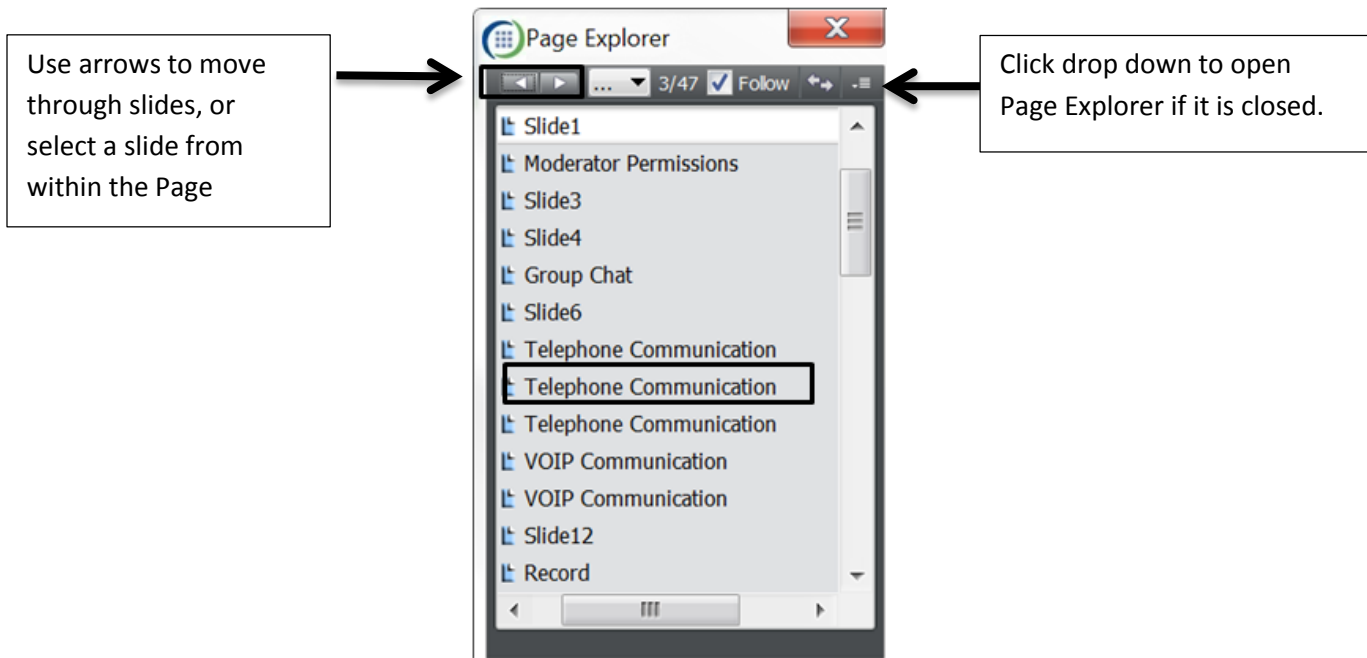 Use arrows to move
through slides, or
select a slide from
within the Page
Page Explorer
... 3/47 Follow
Slide1
Moderator Permissions
Slide3
Slide4
Group Chat
Slide6
Telephone Communication
Telephone Communication
Telephone Communication
VOIP Communication
VOIP Communication
Slide12
Record
Click drop down to open
Page Explorer if it is closed.